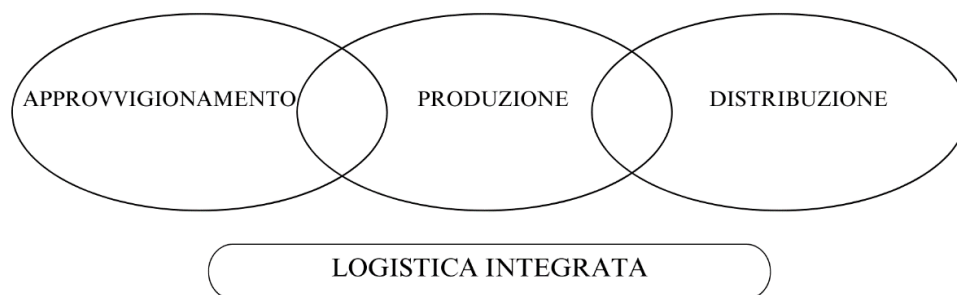 APPROVVIGIONAMENTO PRODUZIONE DISTRIBUZIONE
LOGISTICA INTEGRATA